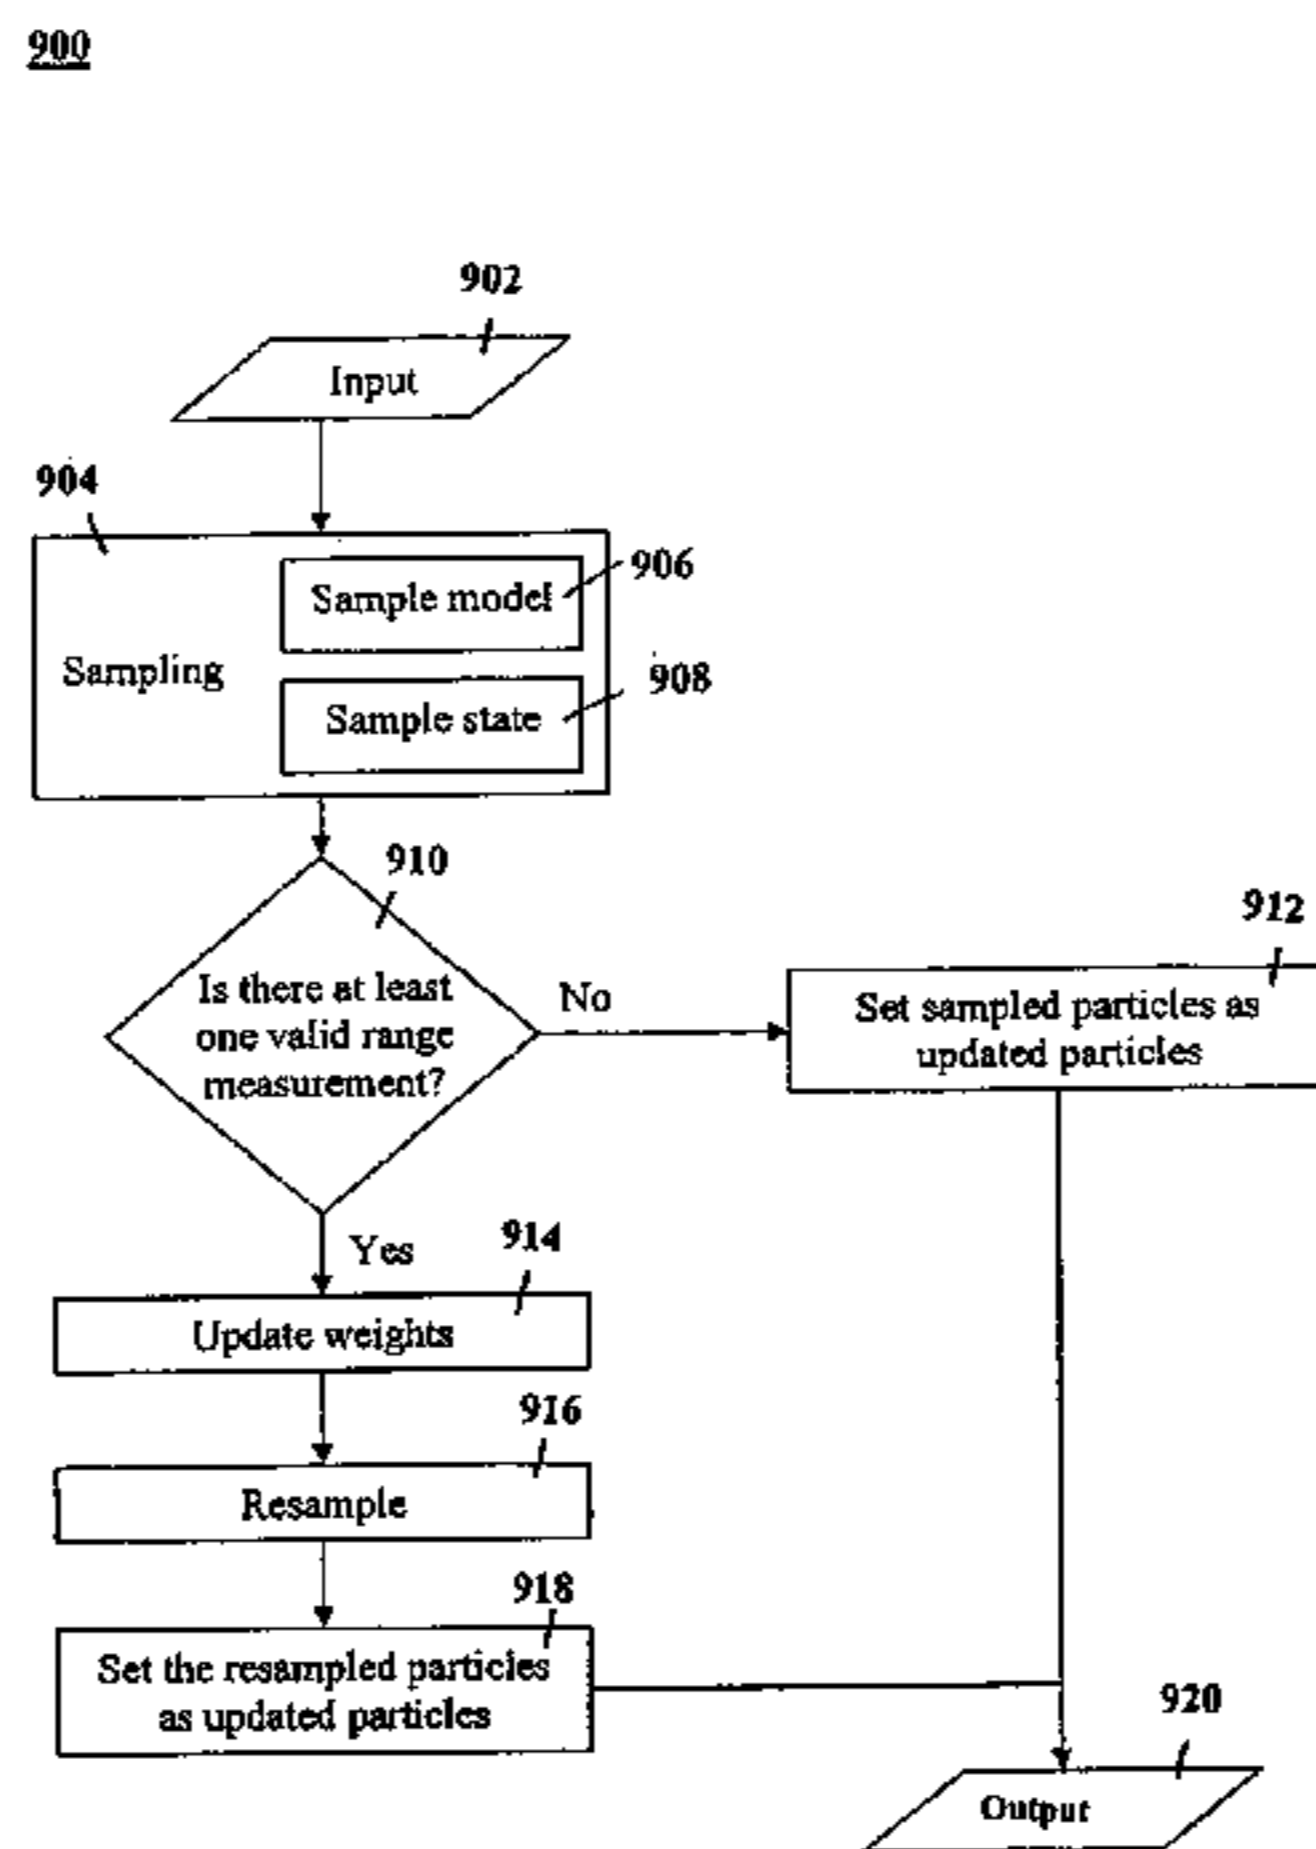 900
902
Input
904
906
Sample model
Sampling
908
Sample state
910
Is there at least
one valid range
measurement?
No
912
Set sampled particles as
updated particles
Yes
914
Update weights
916
Resample
918
Set the resampled particles
as updated particles
920
Output